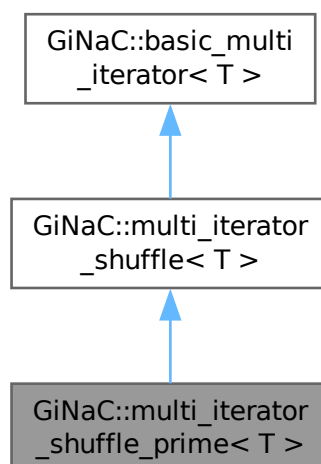 GiNaC::basic_multi
_iterator< T >
GiNaC::multi_iterator
_shuffle< T >
GiNaC::multi_iterator
_shuffle_prime< T >